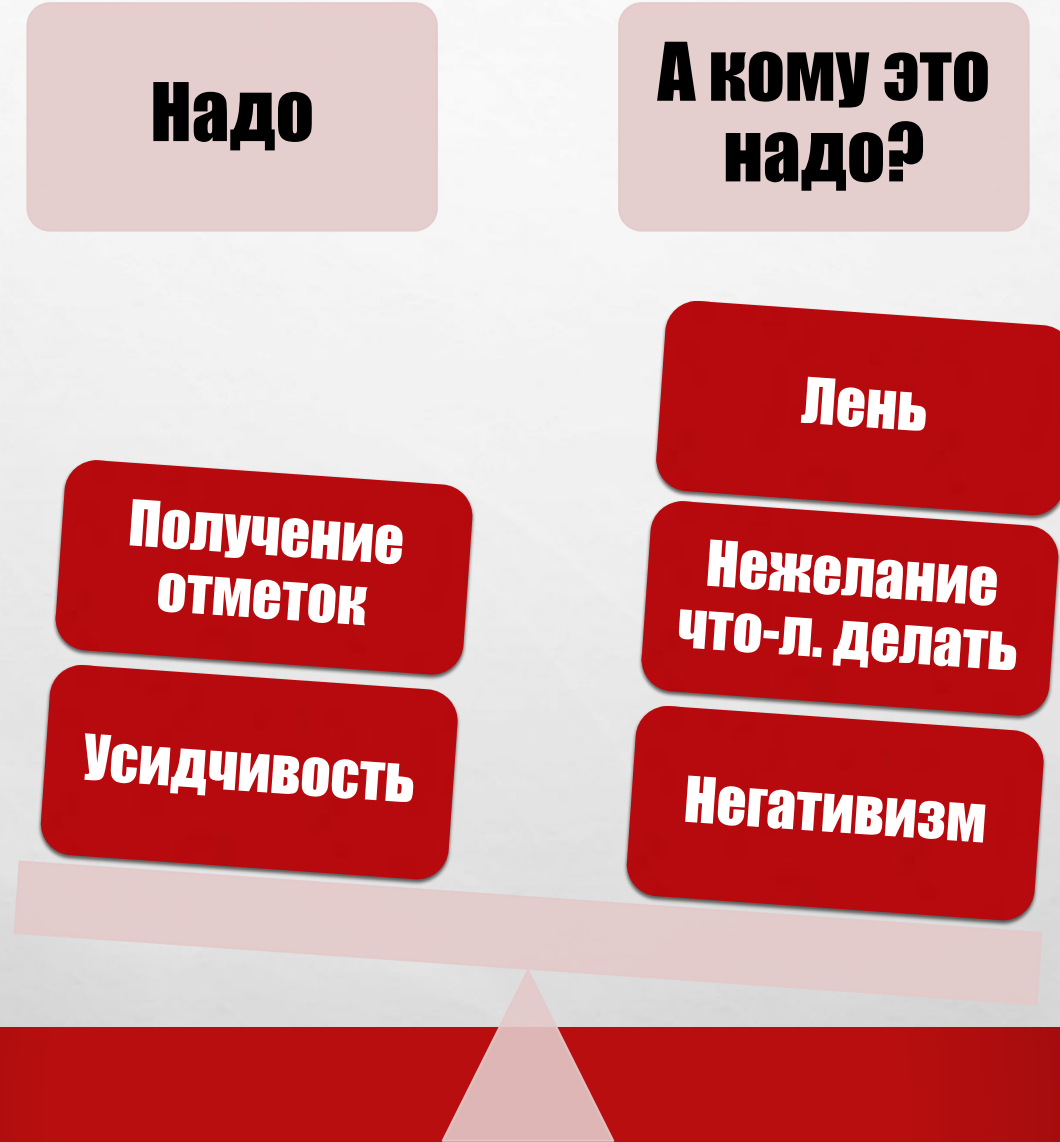 Надо
А кому это
надо?
Получение
отметок
Усидчивость
Лень
Нежелание
что-л. делать
Негативизм